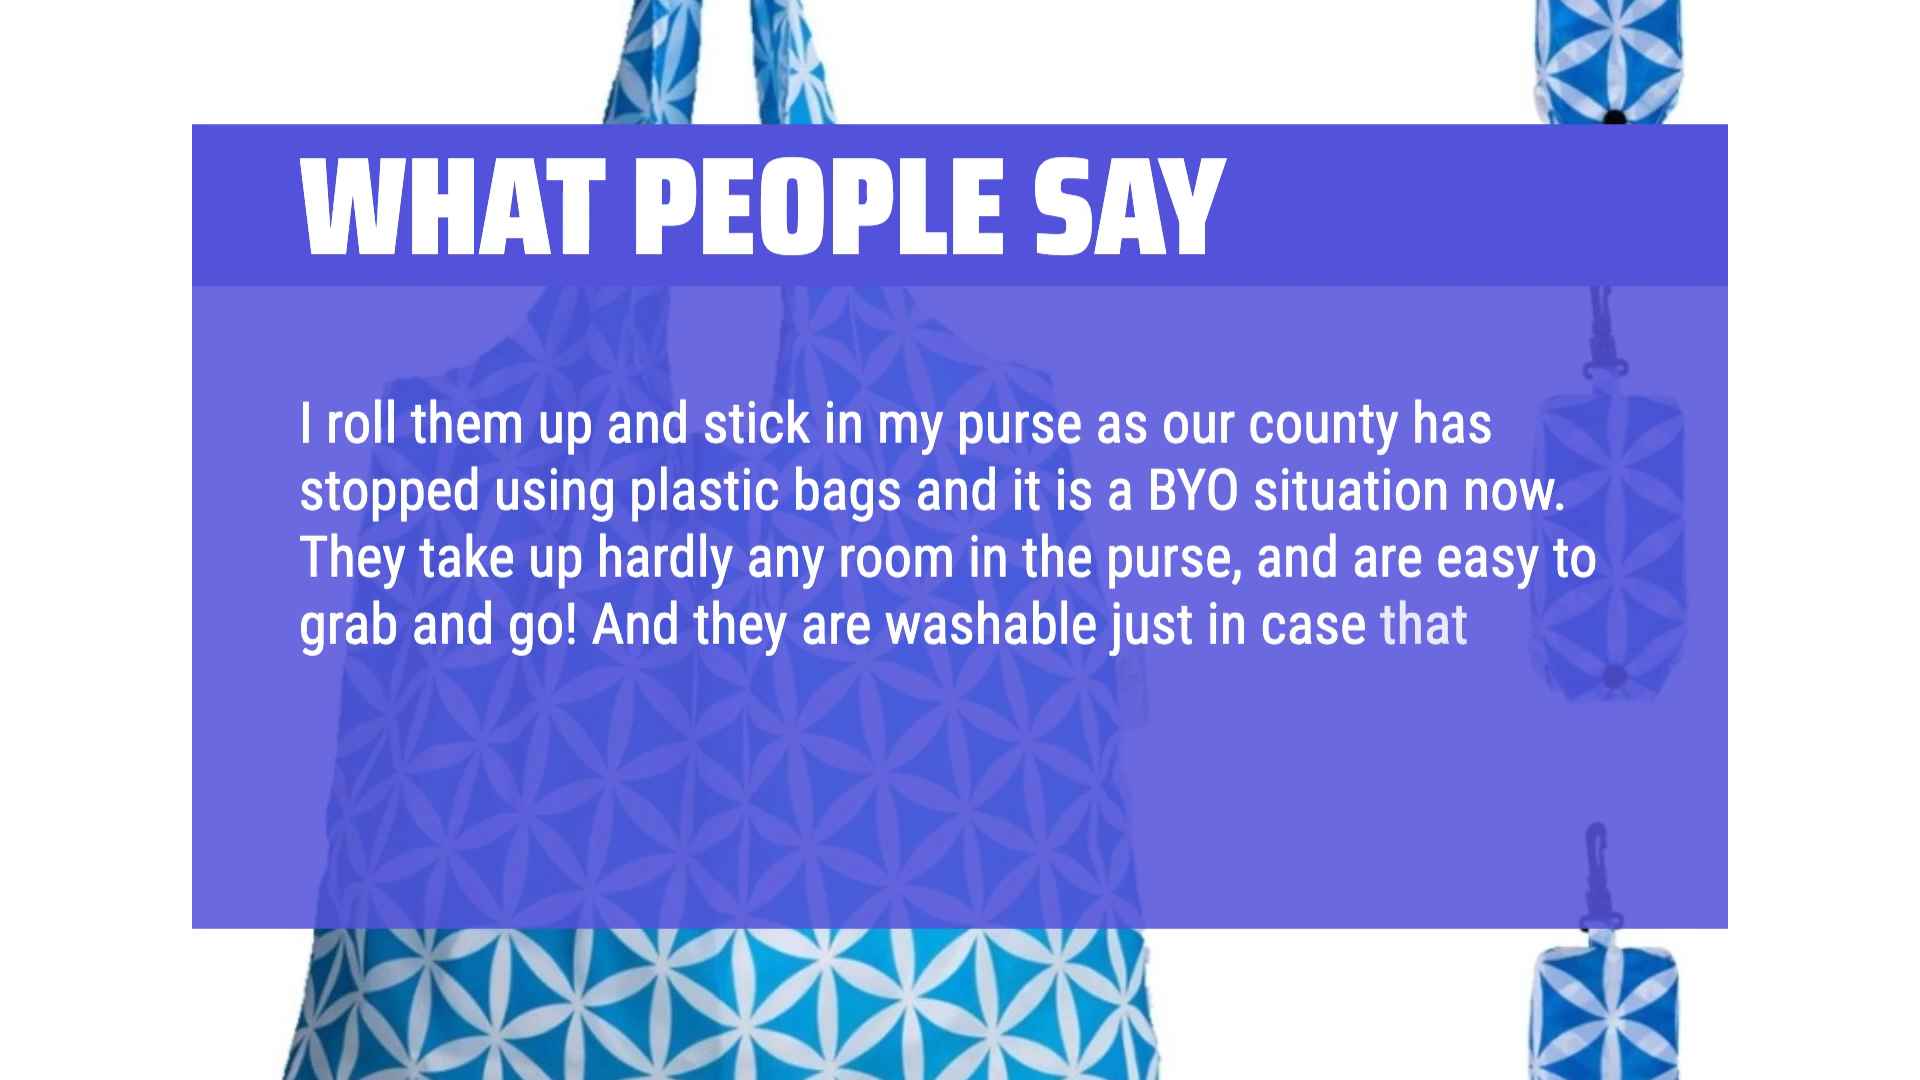 WHAT PEOPLE SAY
I roll them up and stick in my purse as our county has
stopped using plastic bags and it is a BYO situation now.
They take up hardly any room in the purse, and are easy to
grab and go! And they are washable just in case that